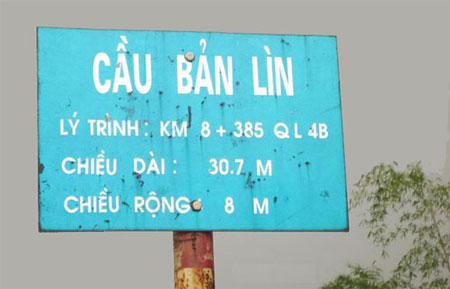 CẦU BẢN LÌN
LÝ TRÌNH: KM 8 + 385 QL 4B
CHIỀU DÀI: 30.7 M
CHIỀU RỘNG: 8 M